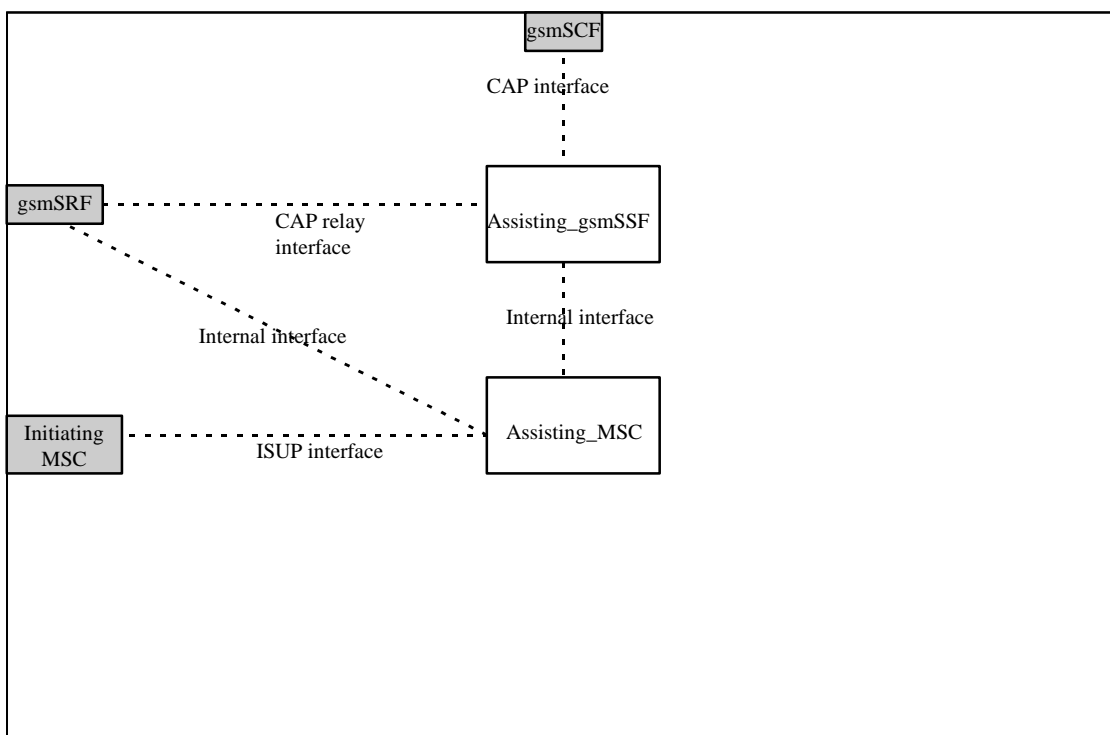 gsmSCF
CAP interface
gsmSRF
Assisting_gsmSSF
CAP relay
interface
Internal interface
Internal interface
Initiating
MSC
Assisting_MSC
ISUP interface